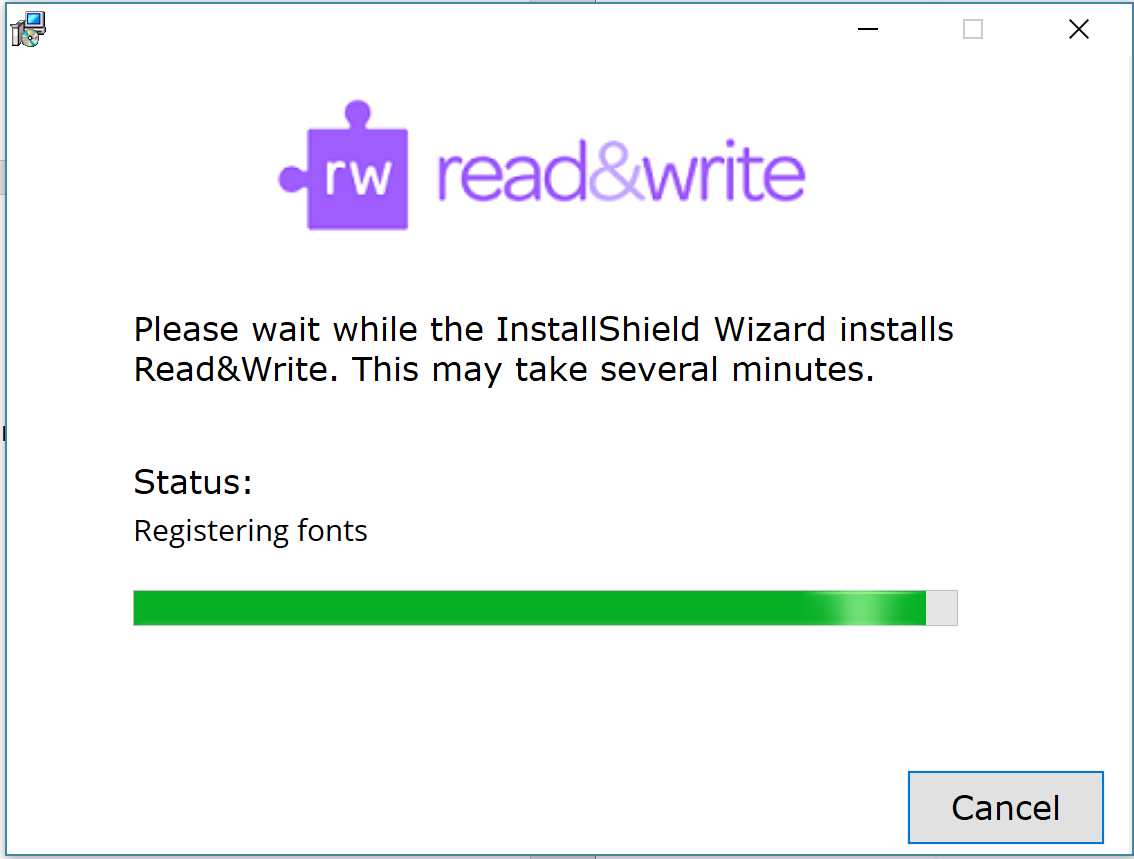 rw read&write
Please wait while the InstallShield Wizard installs
Read&Write. This may take several minutes.
Status:
Registering fonts
Cancel